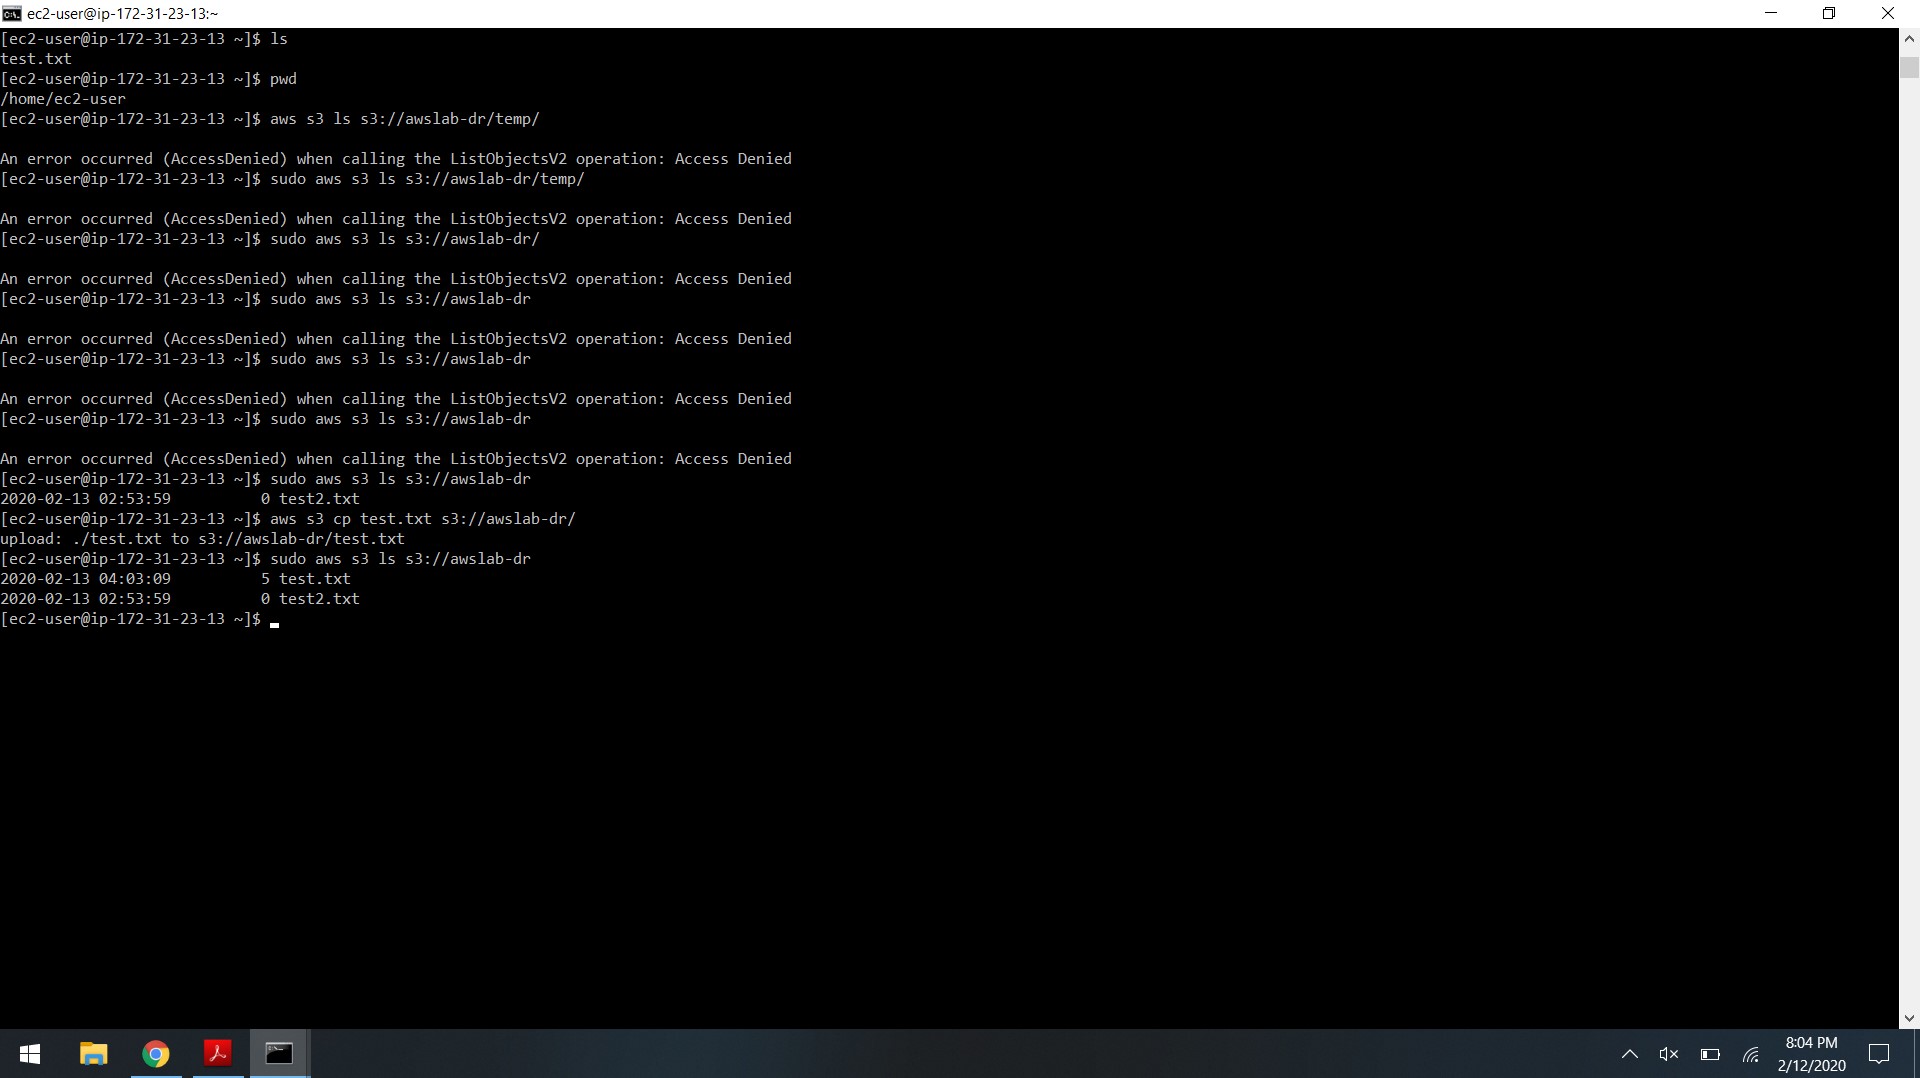 ec2-user@ip-172-31-23-13:~
[ec2-user@ip-172-31-23-13 ~]$ ls
test.txt
[ec2-user@ip-172-31-23-13 ~]$ pwd
/home/ec2-user
[ec2-user@ip-172-31-23-13 ~]$ aws s3 ls s3://awslab-dr/temp/
An error occurred (AccessDenied) when calling the ListObjectsV2 operation: Access Denied
[ec2-user@ip-172-31-23-13 ~]$ sudo aws s3 ls s3://awslab-dr/temp/
An error occurred (AccessDenied) when calling the ListObjectsV2 operation: Access Denied
[ec2-user@ip-172-31-23-13 ~]$ sudo aws s3 ls s3://awslab-dr/
An error occurred (AccessDenied) when calling the ListObjectsV2 operation: Access Denied
[ec2-user@ip-172-31-23-13 ~]$ sudo aws s3 ls s3://awslab-dr
An error occurred (AccessDenied) when calling the ListObjectsV2 operation: Access Denied
[ec2-user@ip-172-31-23-13 ~]$ sudo aws s3 ls s3://awslab-dr
An error occurred (AccessDenied) when calling the ListObjectsV2 operation: Access Denied
[ec2-user@ip-172-31-23-13 ~]$ sudo aws s3 ls s3://awslab-dr
An error occurred (AccessDenied) when calling the ListObjectsV2 operation: Access Denied
[ec2-user@ip-172-31-23-13 ~]$ sudo aws s3 ls s3://awslab-dr
2020-02-13 02:53:59          0 test2.txt
[ec2-user@ip-172-31-23-13 ~]$ aws s3 cp test.txt s3://awslab-dr/
upload: ./test.txt to s3://awslab-dr/test.txt
[ec2-user@ip-172-31-23-13 ~]$ sudo aws s3 ls s3://awslab-dr
2020-02-13 04:03:09          5 test.txt
2020-02-13 02:53:59          0 test2.txt
[ec2-user@ip-172-31-23-13 ~]$
8:04 PM
2/12/2020